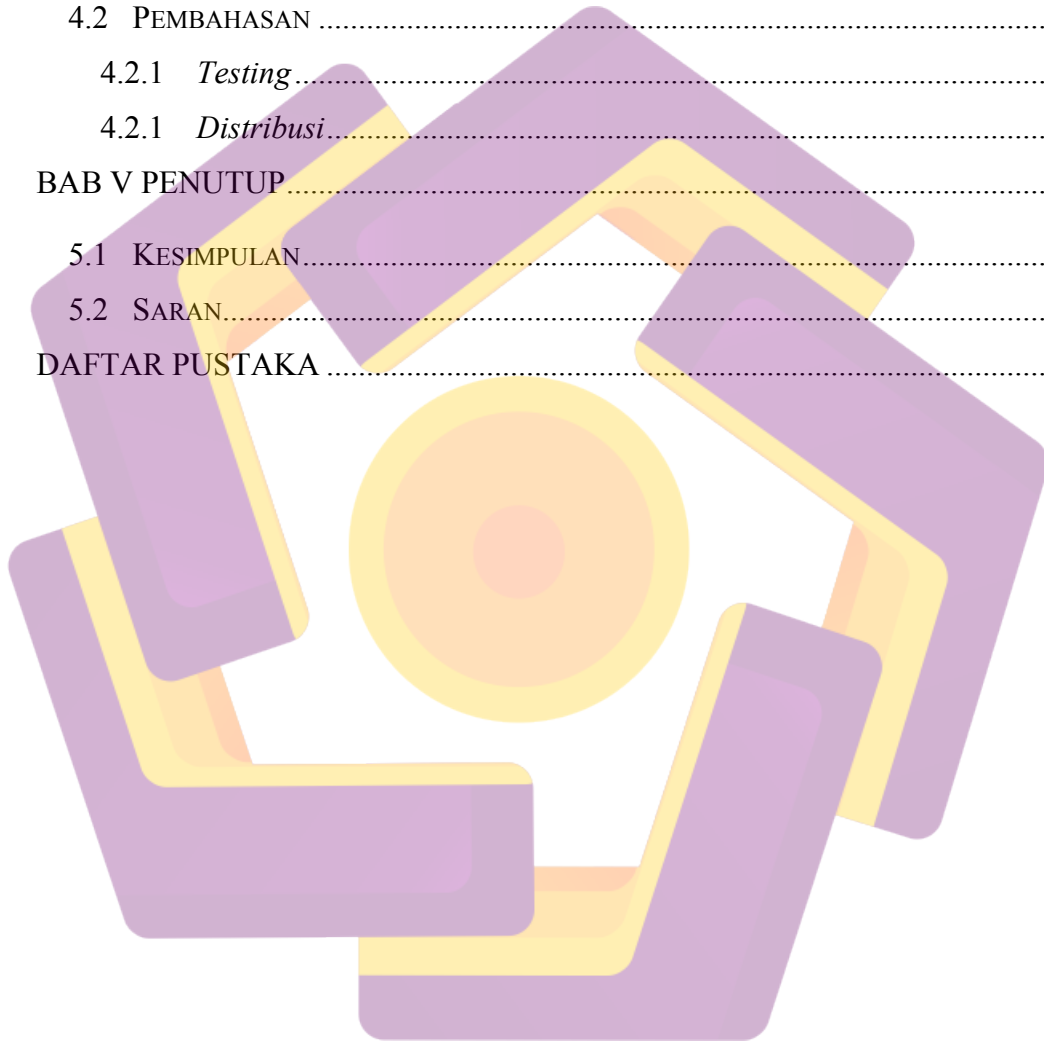 4.2 PEMBAHASAN ........................................................................................
4.2.1 Testing ........................................................................................
4.2.1 Distribusi ........................................................................................
BAB V PENUTUP ........................................................................................
5.1 KESIMPULAN ........................................................................................
5.2 SARAN ........................................................................................
DAFTAR PUSTAKA ........................................................................................